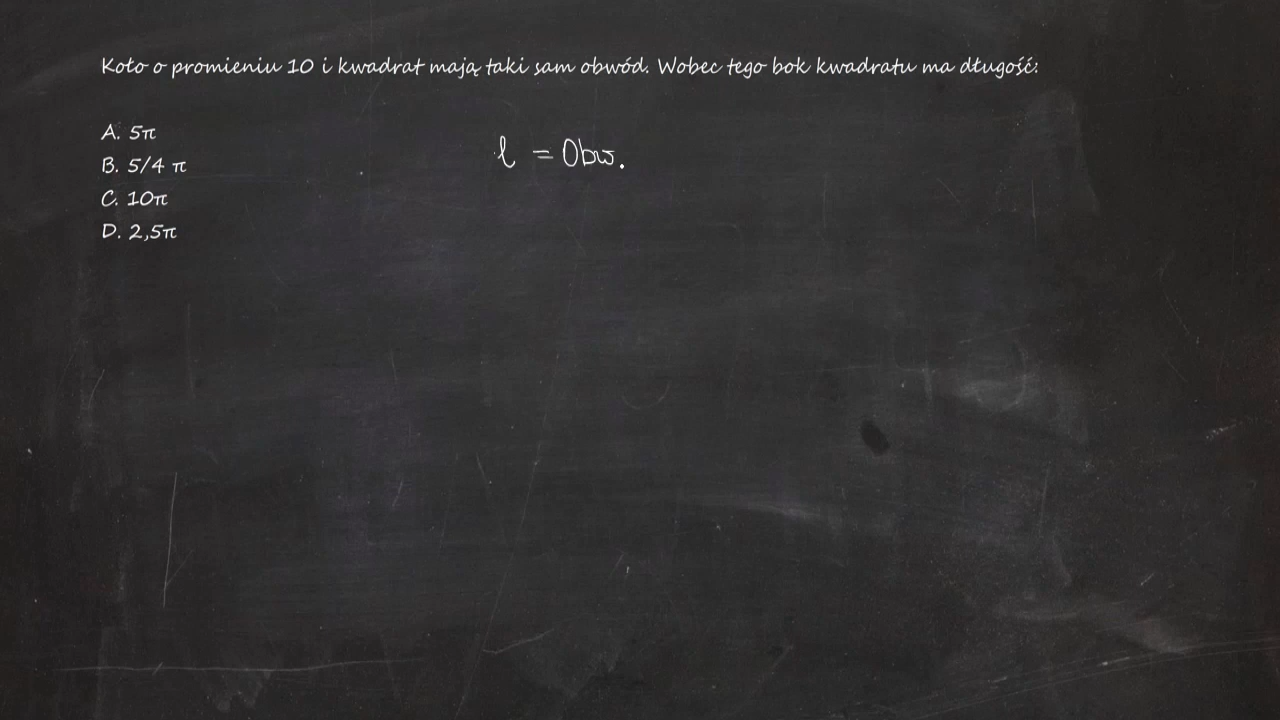 Koło o promieniu 10 i kwadrat mają taki sam obwód. Wobec tego bok kwadratu ma długość:
A. 5π
B. 5/4 π
C. 10π
D. 2,5π
l = Obw.